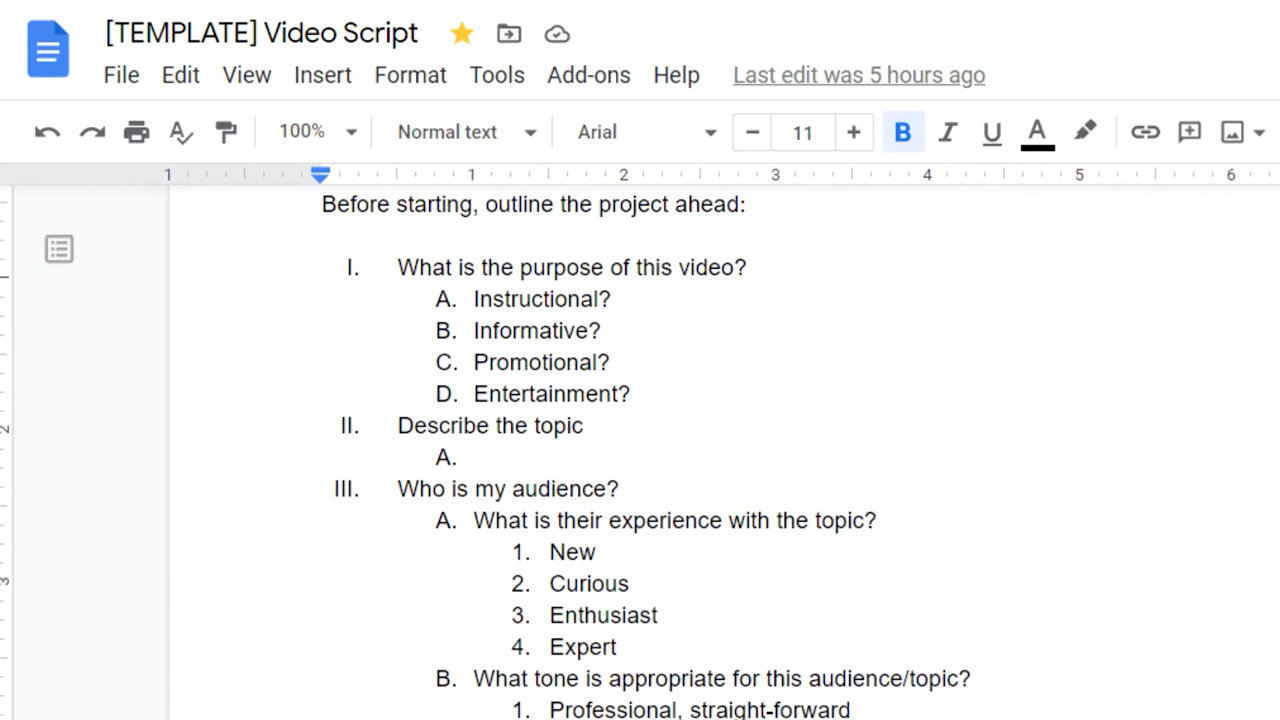 [TEMPLATE] Video Script
File Edit View Insert Format Tools Add-ons Help Last edit was 5 hours ago
100% Normal text Arial − 11 + B I U A
1 1 2 3 4 5 6
Before starting, outline the project ahead:
I. What is the purpose of this video?
A. Instructional?
B. Informative?
C. Promotional?
D. Entertainment?
II. Describe the topic
2
A.
III. Who is my audience?
A. What is their experience with the topic?
1. New
3
2. Curious
3. Enthusiast
4. Expert
B. What tone is appropriate for this audience/topic?
1. Professional, straight-forward